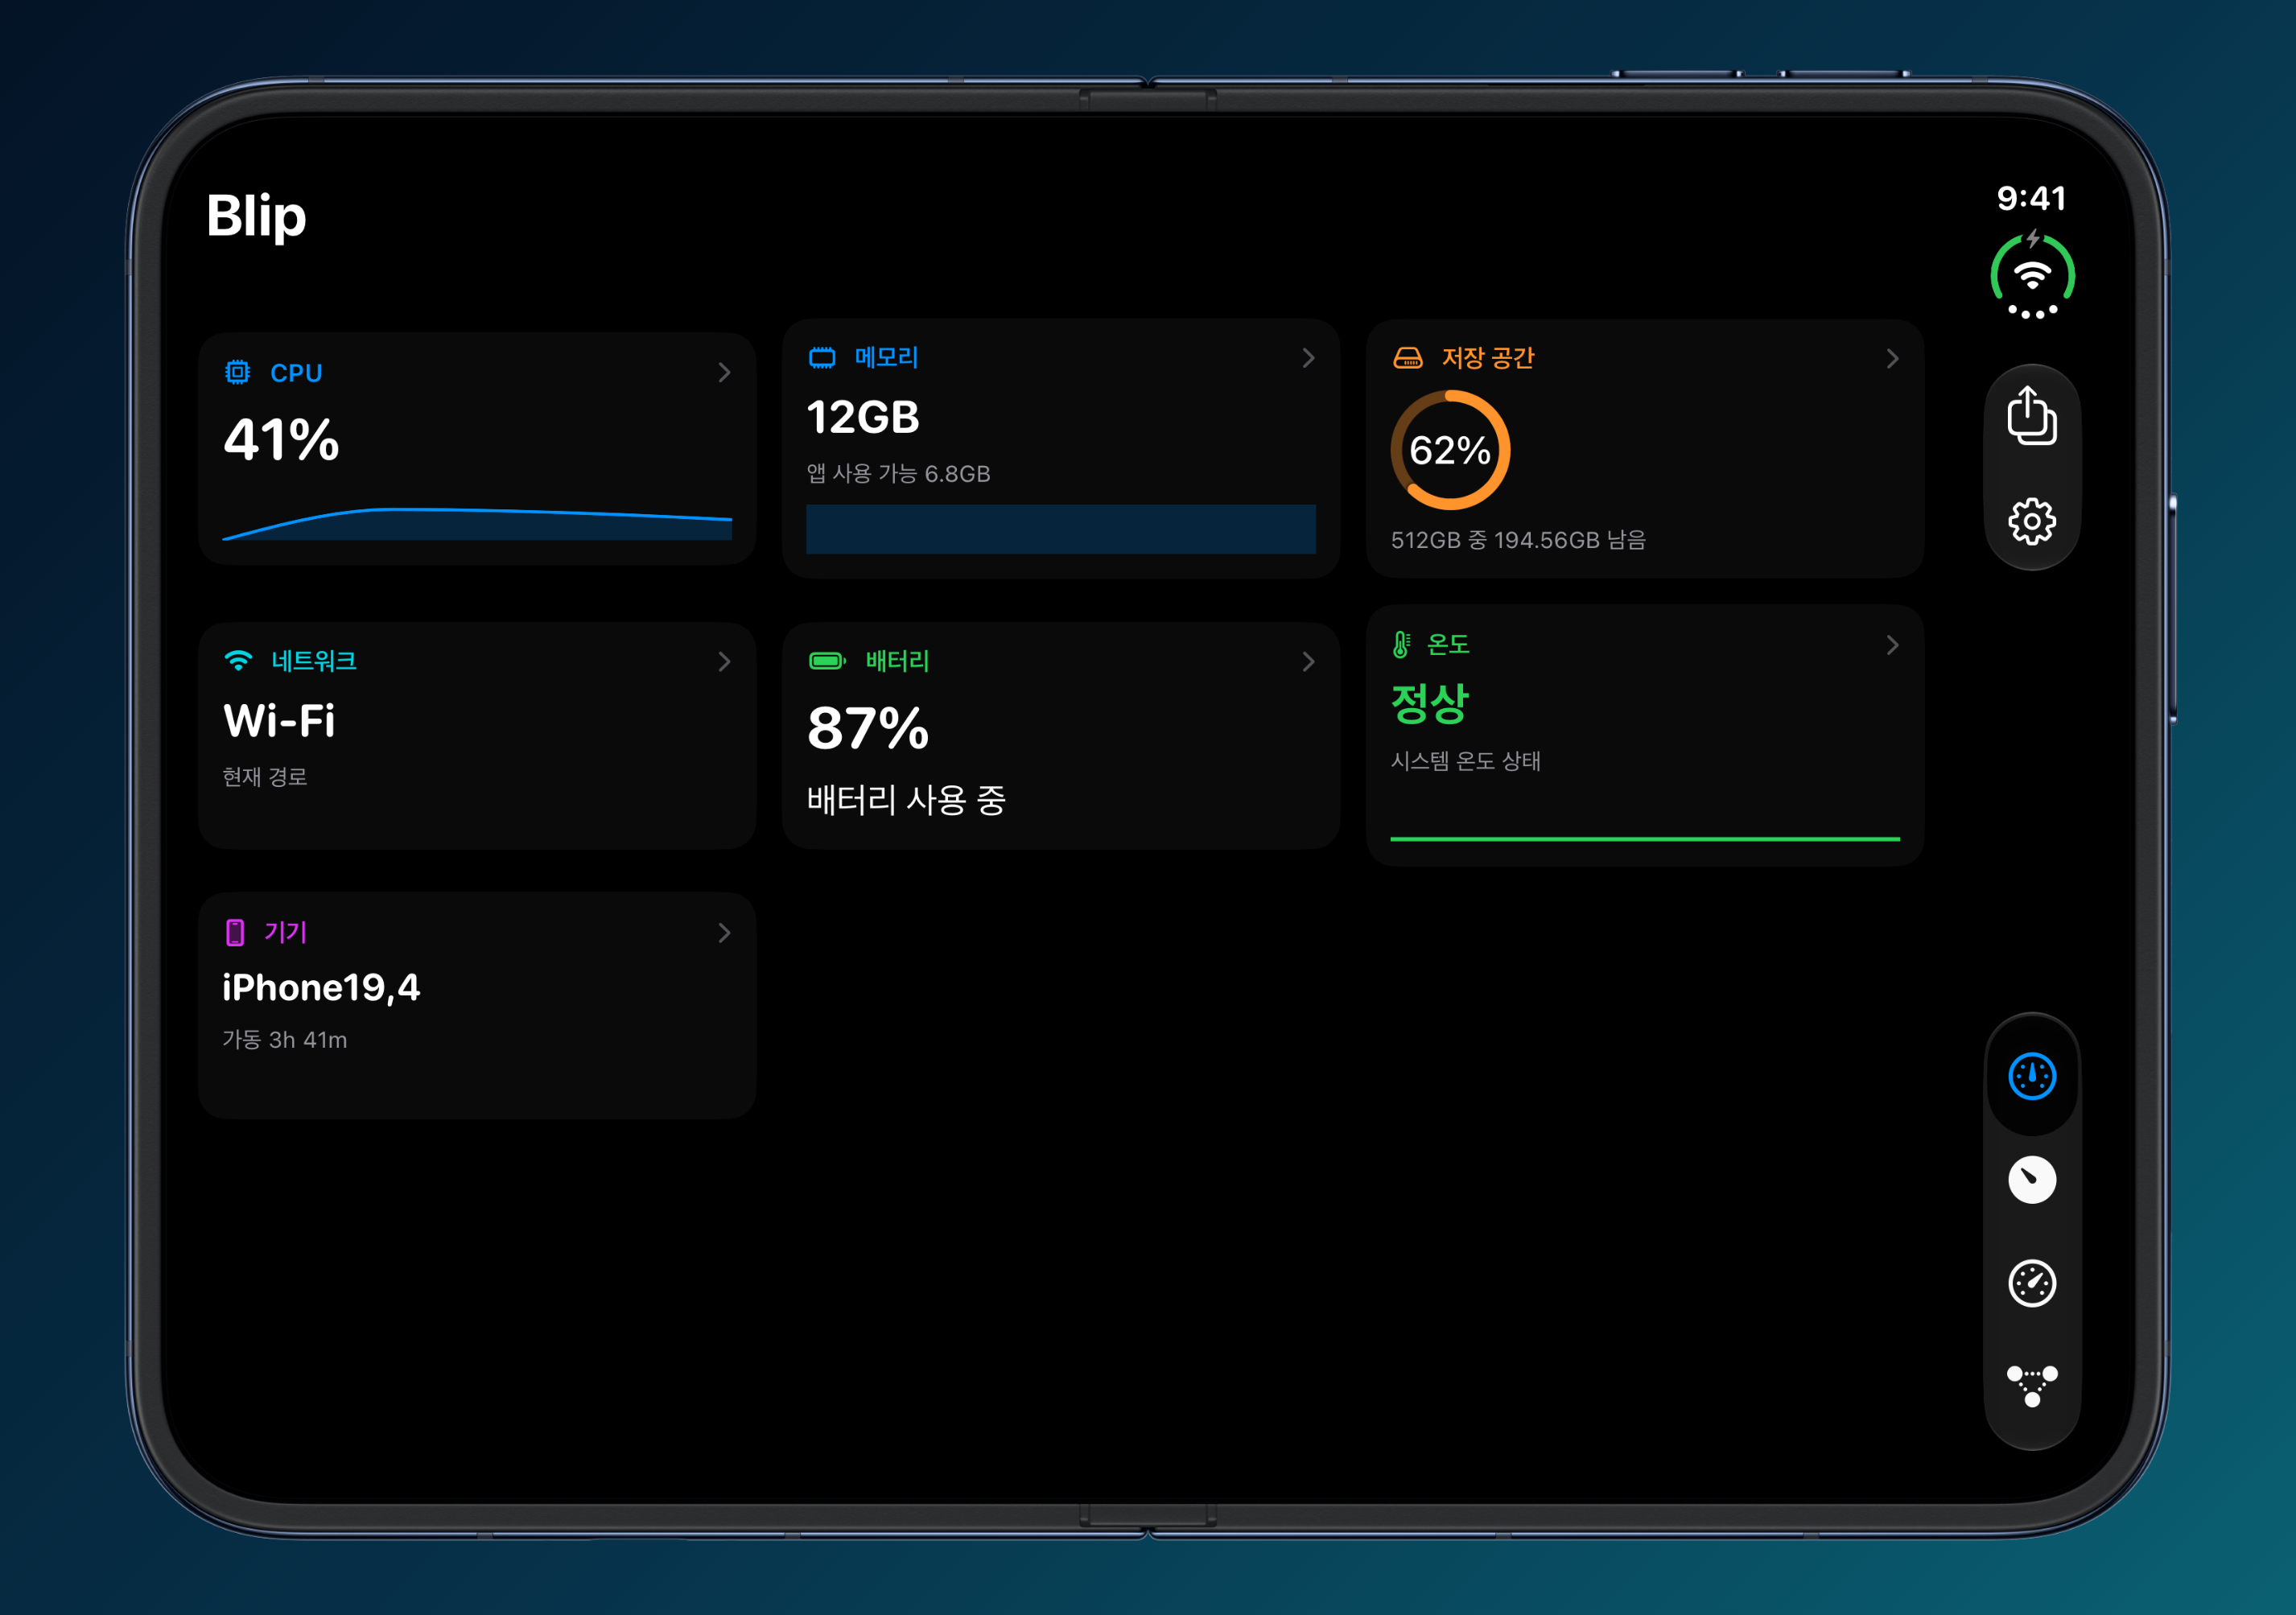 Blip
9:41
CPU
41%
메모리
12GB
앱 사용 가능 6.8GB
저장 공간
62%
512GB 중 194.56GB 남음
네트워크
Wi-Fi
현재 경로
배터리
87%
배터리 사용 중
온도
정상
시스템 온도 상태
기기
iPhone19,4
가동 3h 41m